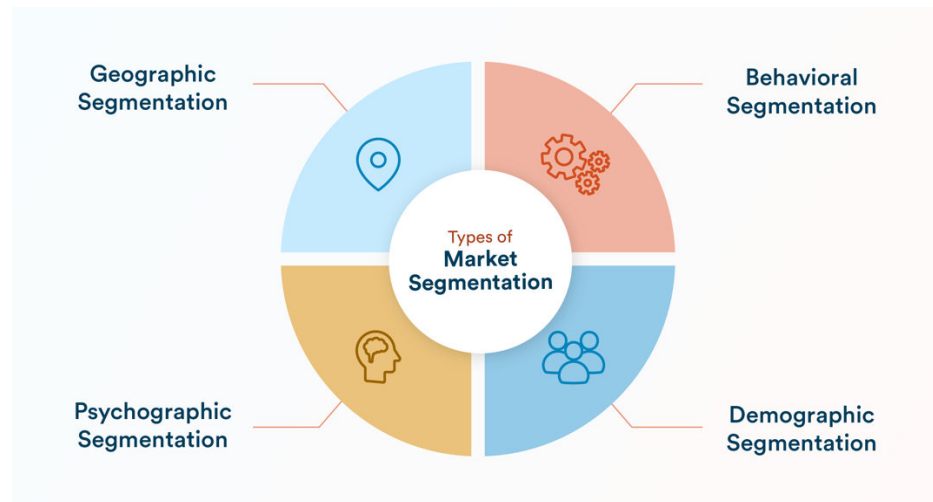 Geographic
Segmentation
Behavioral
Segmentation
Types of
Market
Segmentation
Psychographic
Segmentation
Demographic
Segmentation